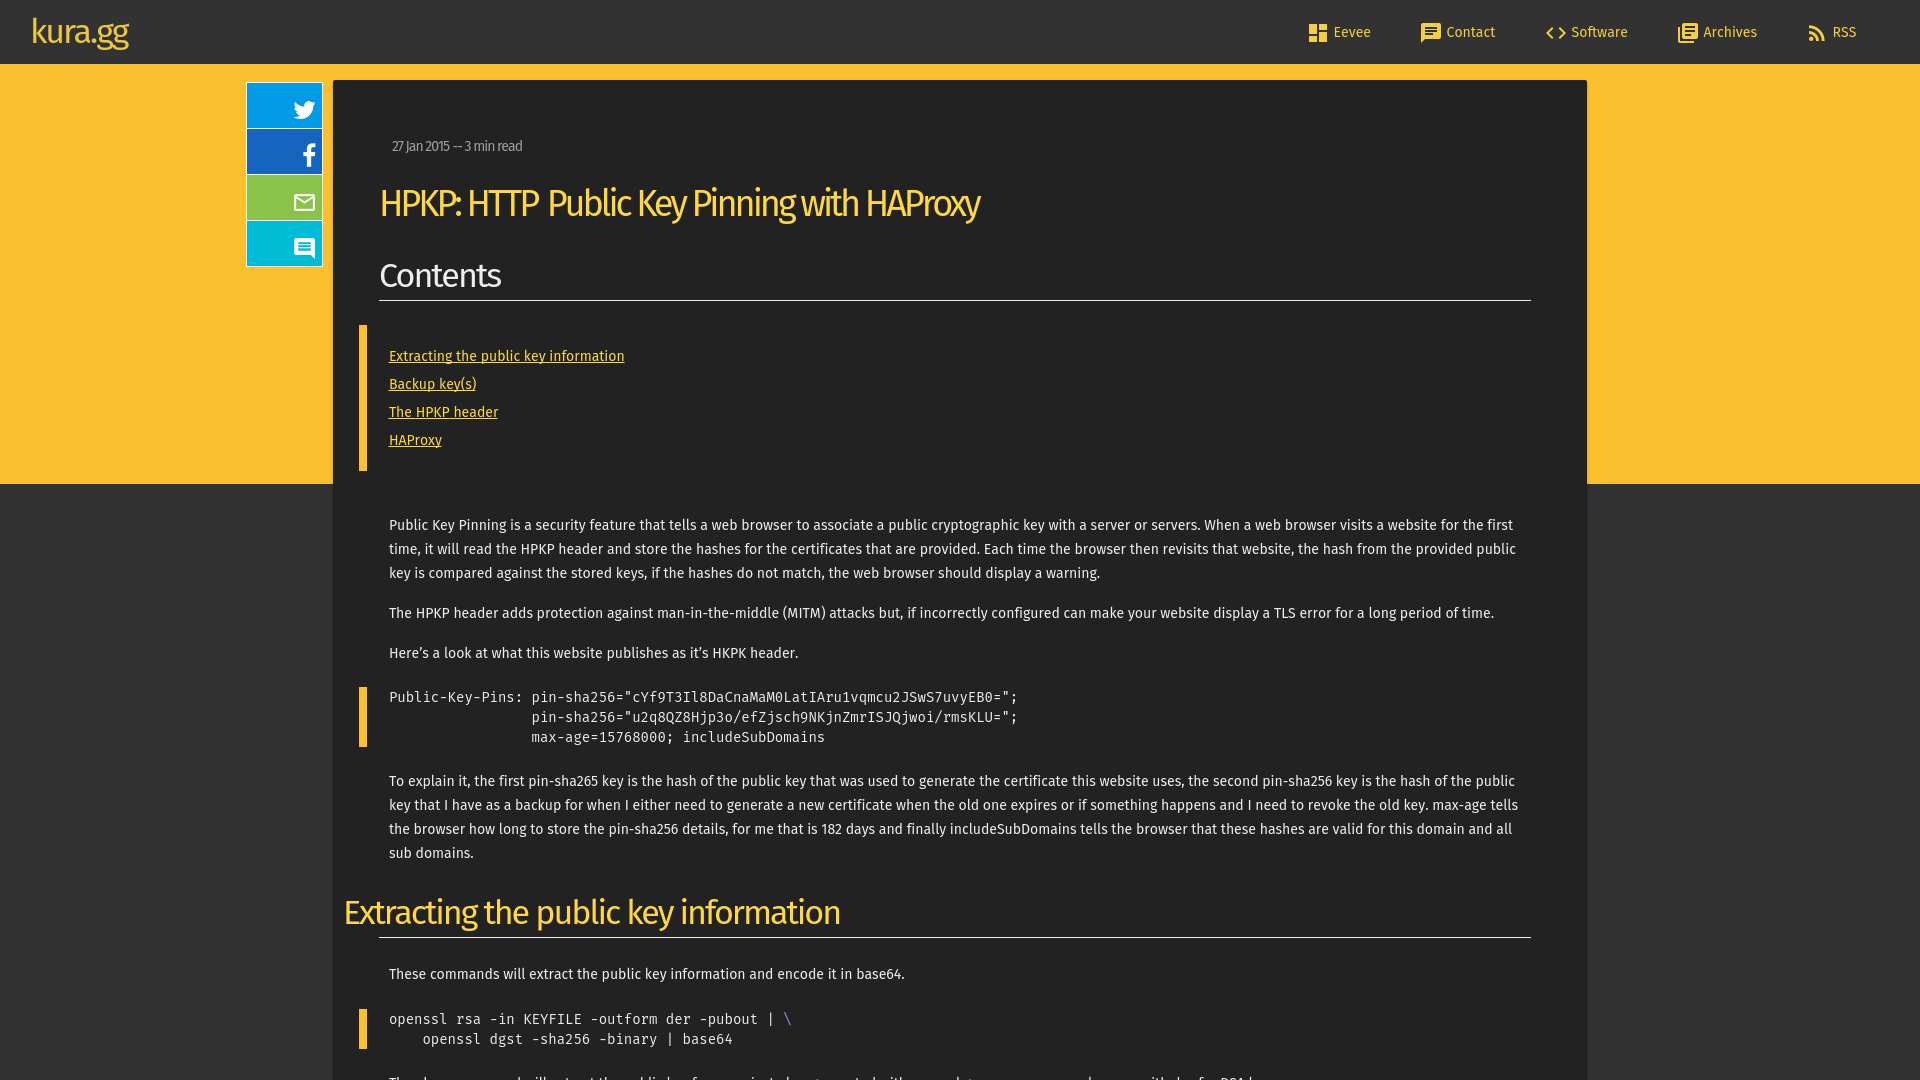 kura.gg
Eevee
Contact
Software
Archives
RSS
27 Jan 2015 -- 3 min read
HPKP: HTTP Public Key Pinning with HAProxy
Contents
Extracting the public key information
Backup key(s)
The HPKP header
HAProxy
Public Key Pinning is a security feature that tells a web browser to associate a public cryptographic key with a server or servers. When a web browser visits a website for the first
time, it will read the HPKP header and store the hashes for the certificates that are provided. Each time the browser then revisits that website, the hash from the provided public
key is compared against the stored keys, if the hashes do not match, the web browser should display a warning.
The HPKP header adds protection against man-in-the-middle (MITM) attacks but, if incorrectly configured can make your website display a TLS error for a long period of time.
Here’s a look at what this website publishes as it’s HKPK header.
Public-Key-Pins: pin-sha256="cYf9T3Il8DaCnaMaM0LatIAru1vqmcu2JSwS7uvyEB0=";
pin-sha256="u2q8QZ8Hjp3o/efZjsch9NKjnZmrISJQjwoi/rmsKLU=";
max-age=15768000; includeSubDomains
To explain it, the first pin-sha265 key is the hash of the public key that was used to generate the certificate this website uses, the second pin-sha256 key is the hash of the public
key that I have as a backup for when I either need to generate a new certificate when the old one expires or if something happens and I need to revoke the old key. max-age tells
the browser how long to store the pin-sha256 details, for me that is 182 days and finally includeSubDomains tells the browser that these hashes are valid for this domain and all
sub domains.
Extracting the public key information
These commands will extract the public key information and encode it in base64.
openssl rsa -in KEYFILE -outform der -pubout | \
openssl dgst -sha256 -binary | base64